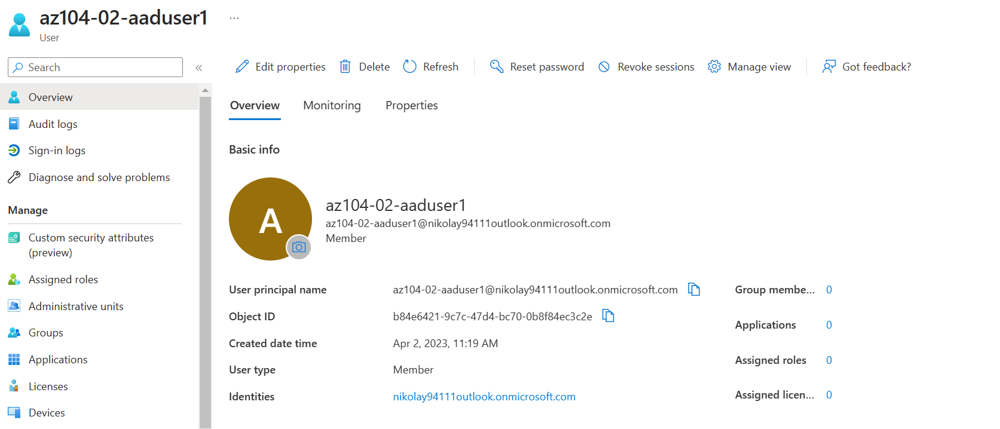 az104-02-aaduser1 ...
User
Search «
Edit properties Delete Refresh Reset password Revoke sessions Manage view Got feedback?
Overview
Audit logs
Sign-in logs
Diagnose and solve problems
Manage
Custom security attributes
(preview)
Assigned roles
Administrative units
Groups
Applications
Licenses
Devices
Overview Monitoring Properties
Basic info
A
az104-02-aaduser1
az104-02-aaduser1@nikolay94111outlook.onmicrosoft.com
Member
User principal name az104-02-aaduser1@nikolay94111outlook.onmicrosoft.com
Object ID b84e6421-9c7c-47d4-bc70-0b8f84ec3c2e
Created date time Apr 2, 2023, 11:19 AM
User type Member
Identities nikolay94111outlook.onmicrosoft.com
Group membe... 0
Applications 0
Assigned roles 0
Assigned licen... 0